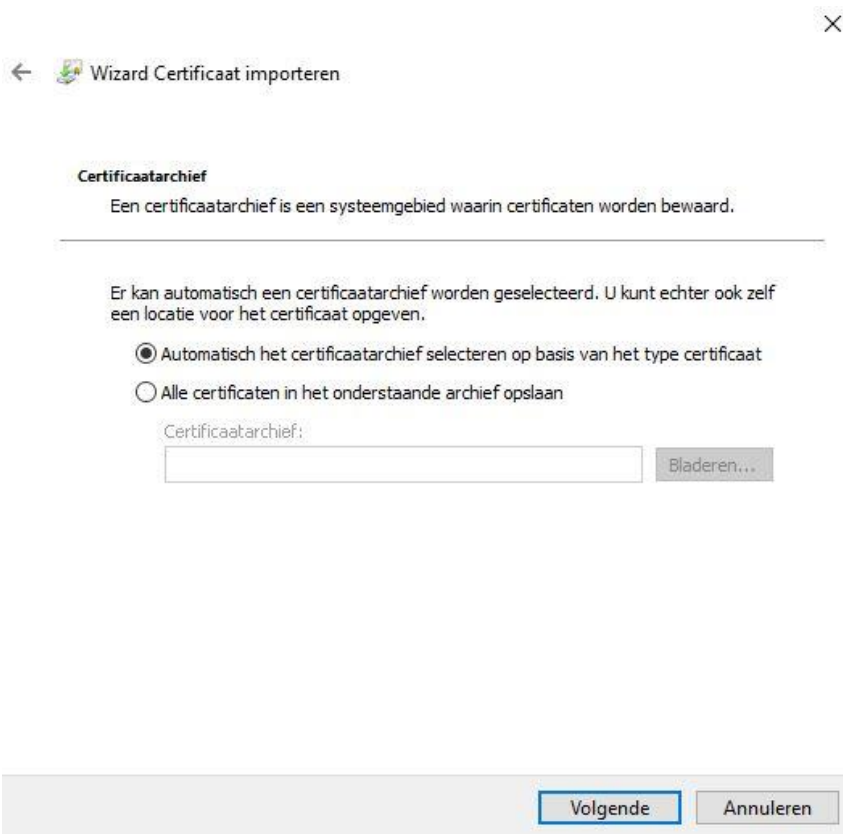 Wizard Certificaat importeren
Certificaatarchief
Een certificaatarchief is een systeemgebied waarin certificaten worden bewaard.
Er kan automatisch een certificaatarchief worden geselecteerd. U kunt echter ook zelf
een locatie voor het certificaat opgeven.
Automatisch het certificaatarchief selecteren op basis van het type certificaat
Alle certificaten in het onderstaande archief opslaan
Certificaatarchief:
Bladeren...
Volgende
Annuleren